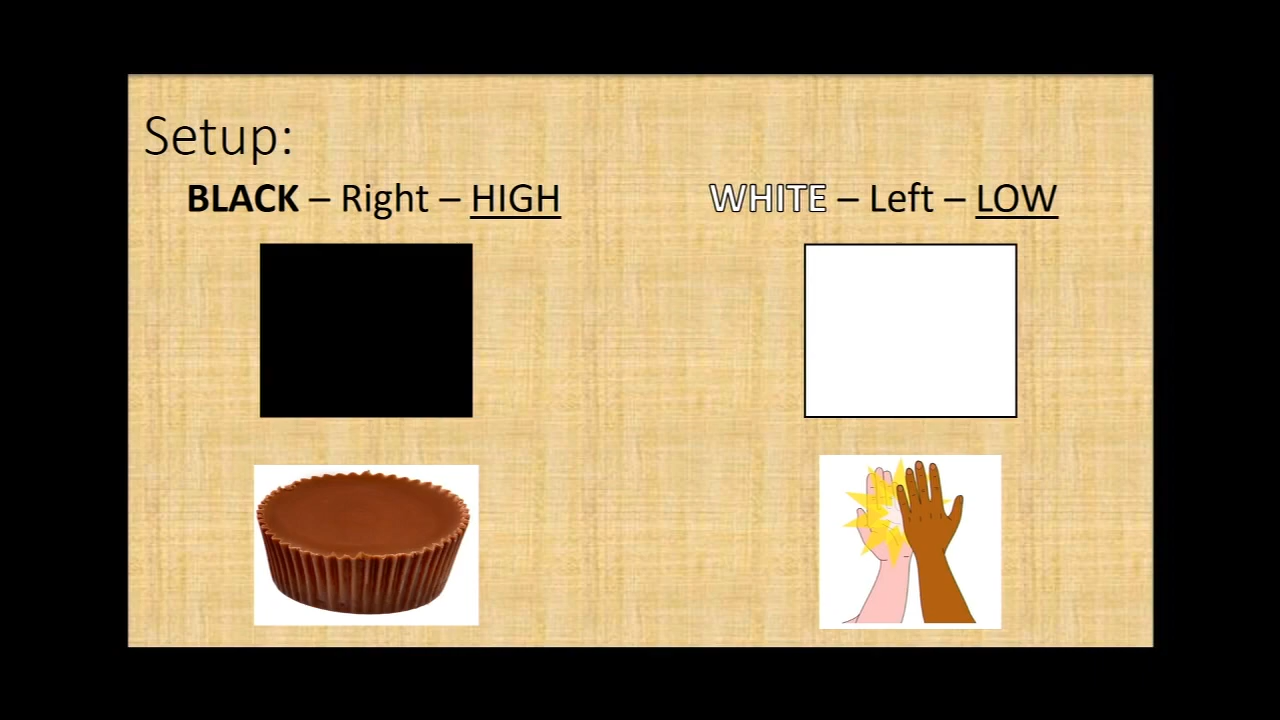 Setup:
BLACK – Right – HIGH
WHITE – Left – LOW